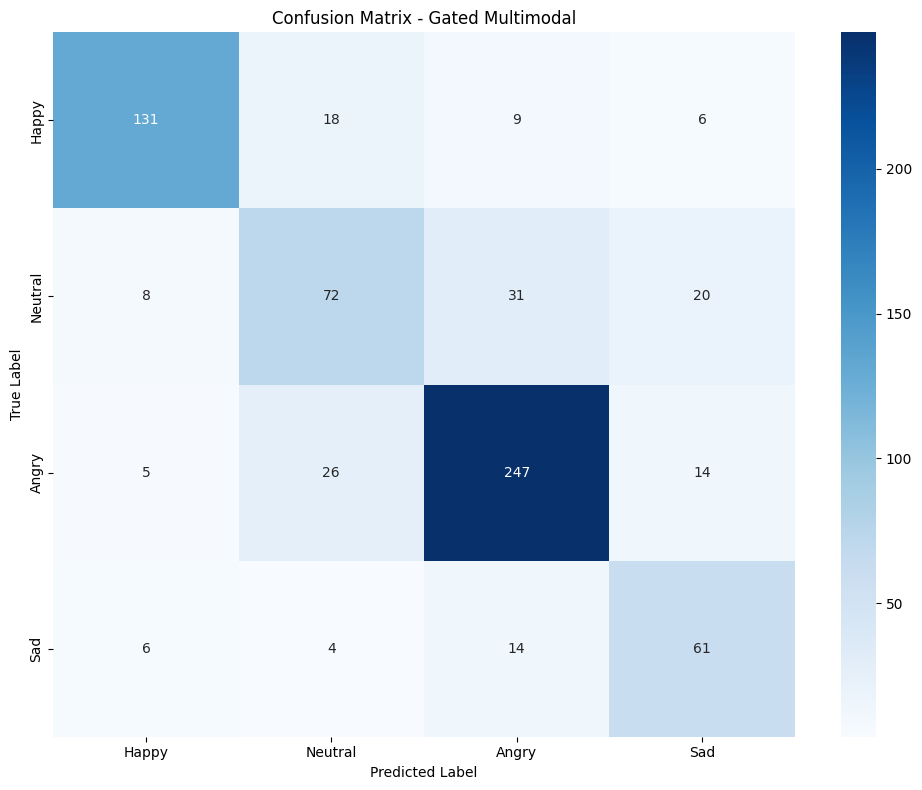 Confusion Matrix - Gated Multimodal
True Label
Happy 131 18 9 6
Neutral 8 72 31 20
Angry 5 26 247 14
Sad 6 4 14 61
Happy Neutral Angry Sad
Predicted Label
200
150
100
50